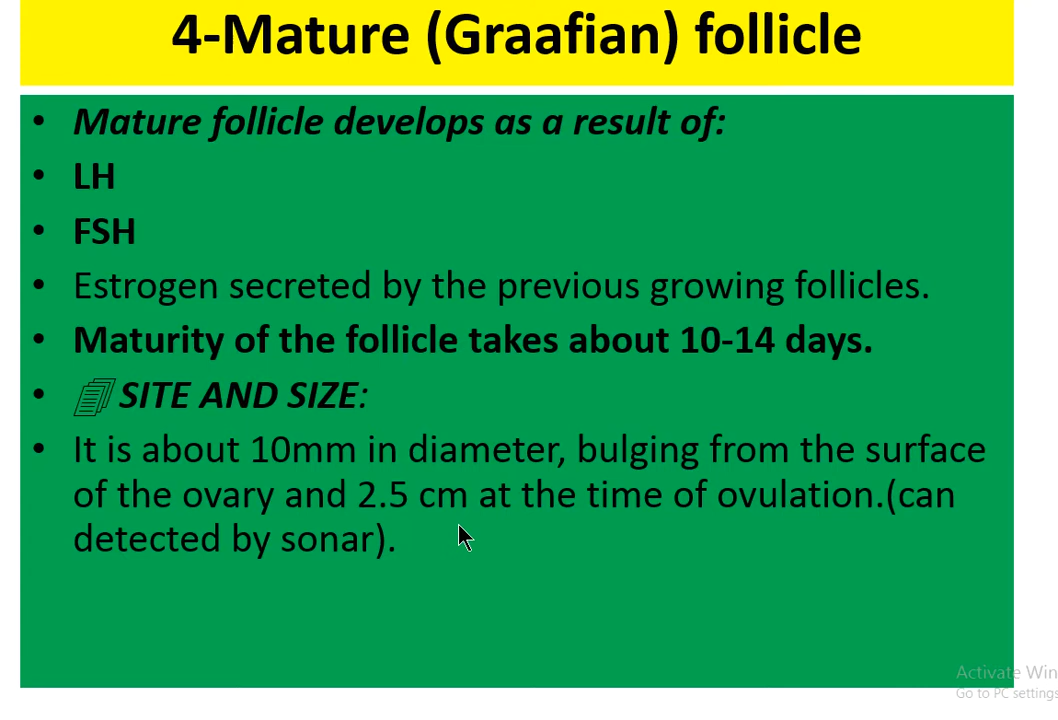 4-Mature (Graafian) follicle
• Mature follicle develops as a result of:
• LH
• FSH
• Estrogen secreted by the previous growing follicles.
• Maturity of the follicle takes about 10-14 days.
• SITE AND SIZE:
• It is about 10mm in diameter, bulging from the surface
of the ovary and 2.5 cm at the time of ovulation.(can
detected by sonar).
Activate Win
Go to PC settings